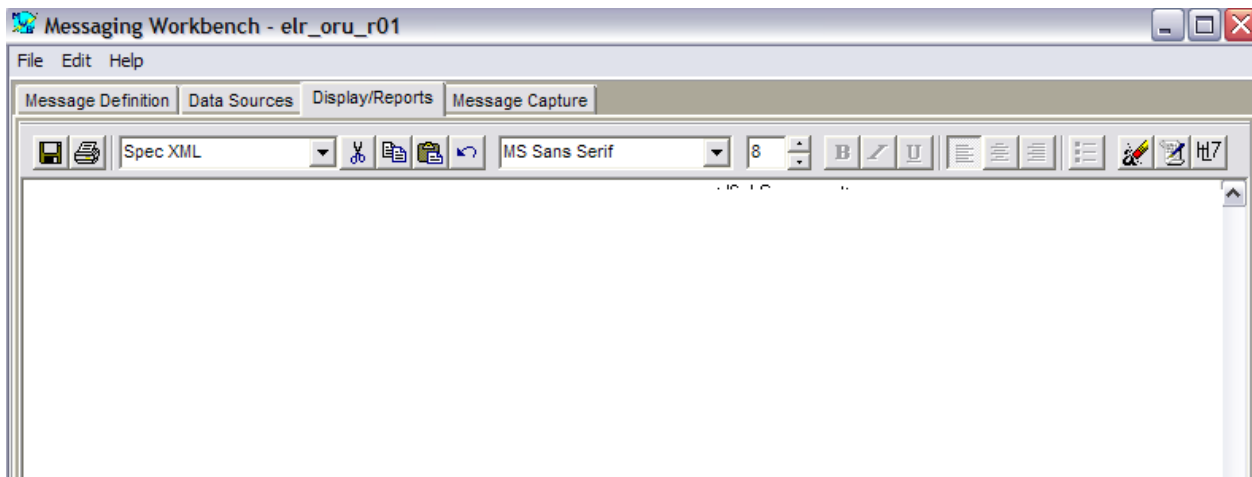 Messaging Workbench - elr_oru_r01
File Edit Help
Message Definition Data Sources Display/Reports Message Capture
Spec XML MS Sans Serif 8 B I U HL7